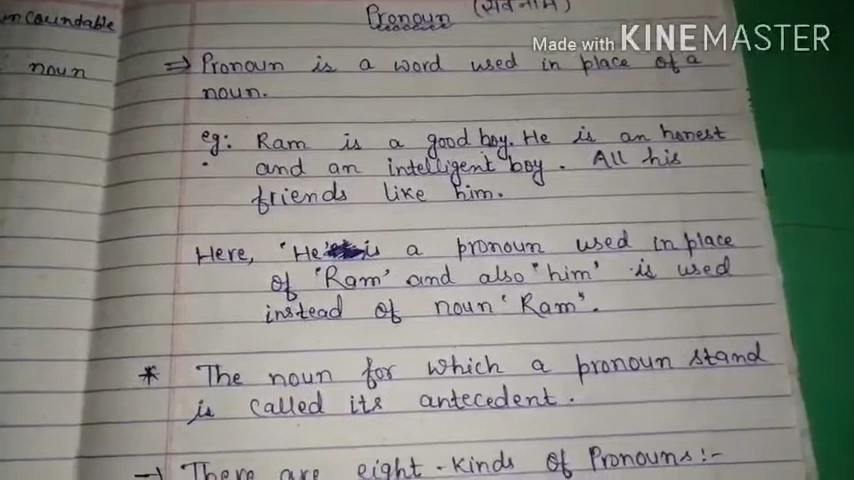 Pronoun (सर्वनाम)
uncoundable
noun
Made with KINEMASTER
⇒ Pronoun is a word used in place of a
noun.
eg: Ram is a good boy. He is an honest
and an intelligent boy. All his
friends like him.
Here, "He" is a pronoun used in place
of "Ram" and also "him" is used
instead of noun "Ram".
* The noun for which a pronoun stand
is called its antecedent.
→ There are eight-kinds of Pronouns:-